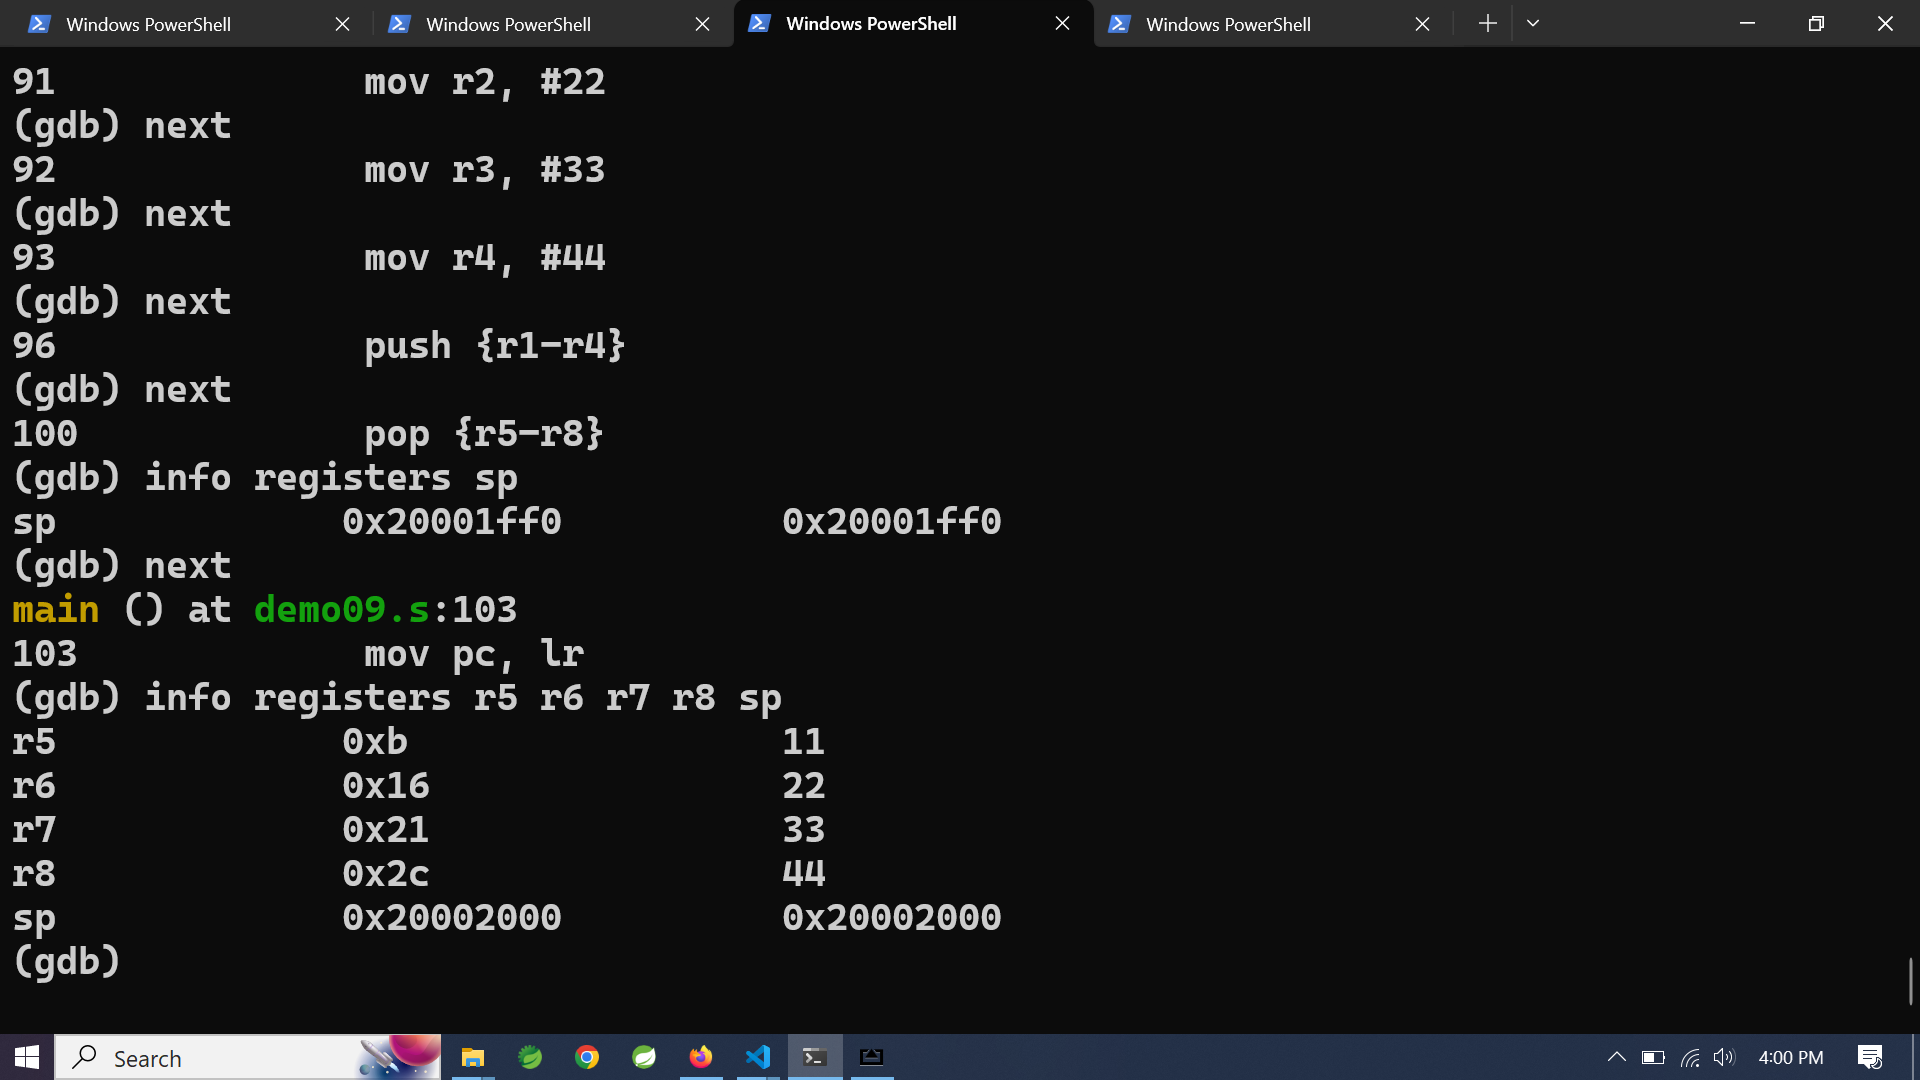 Windows PowerShell
Windows PowerShell
Windows PowerShell
Windows PowerShell
91 mov r2, #22
(gdb) next
92 mov r3, #33
(gdb) next
93 mov r4, #44
(gdb) next
96 push {r1-r4}
(gdb) next
100 pop {r5-r8}
(gdb) info registers sp
sp 0x20001ff0 0x20001ff0
(gdb) next
main () at demo09.s:103
103 mov pc, lr
(gdb) info registers r5 r6 r7 r8 sp
r5 0xb 11
r6 0x16 22
r7 0x21 33
r8 0x2c 44
sp 0x20002000 0x20002000
(gdb)
Search
4:00 PM